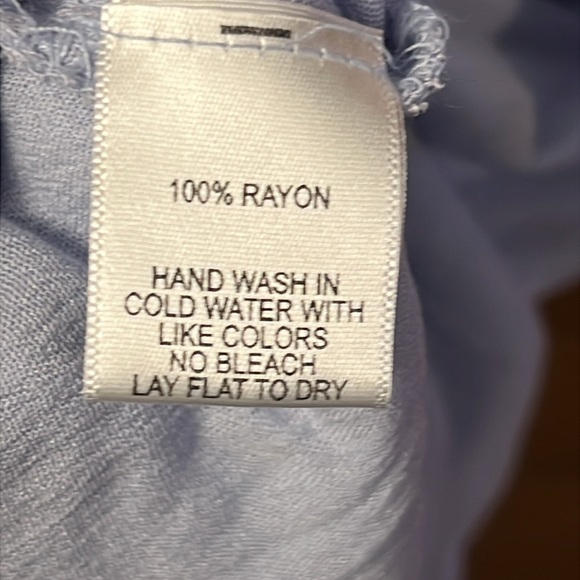 100% RAYON
HAND WASH IN
COLD WATER WITH
LIKE COLORS
NO BLEACH
LAY FLAT TO DRY